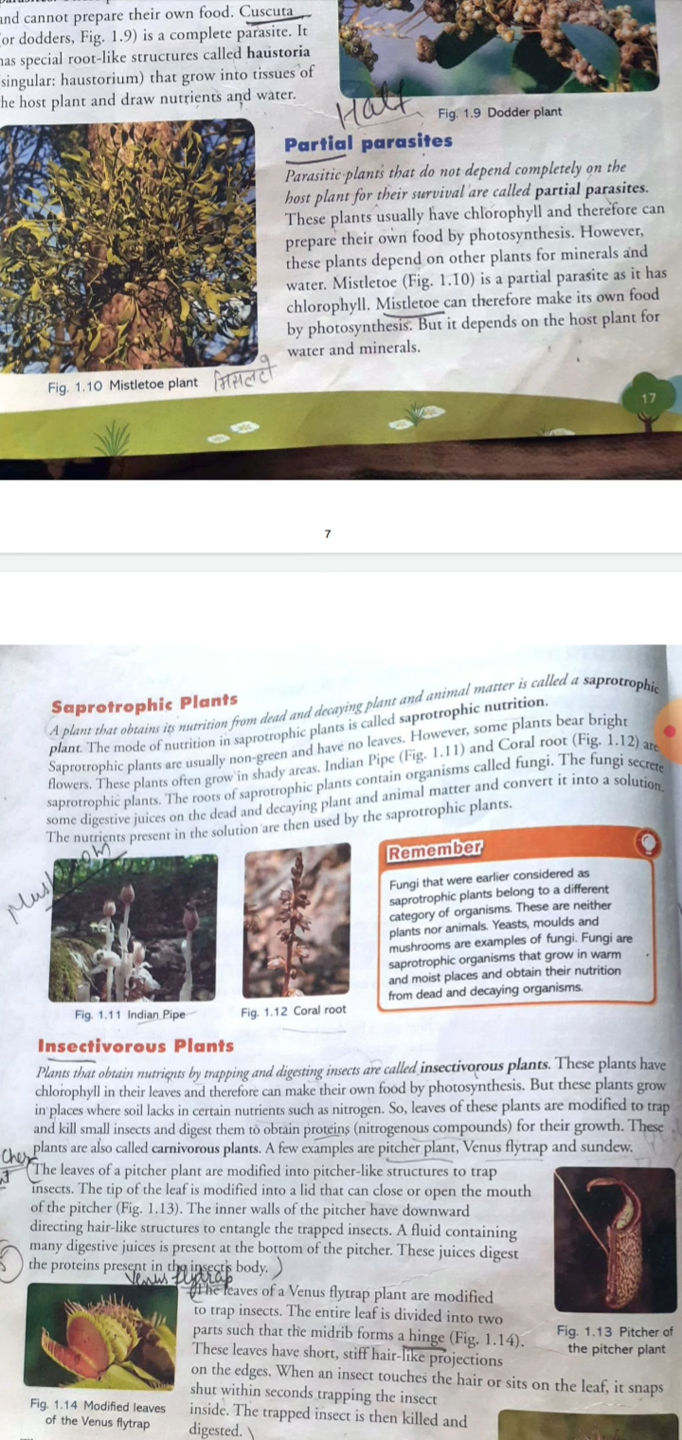 and cannot prepare their own food. Cuscuta
or dodders, Fig. 1.9) is a complete parasite. It
has special root-like structures called haustoria
singular: haustorium) that grow into tissues of
he host plant and draw nutrients and water.
Half
Fig. 1.9 Dodder plant
Partial parasites
Parasitic plants that do not depend completely on the
host plant for their survival are called partial parasites.
These plants usually have chlorophyll and therefore can
prepare their own food by photosynthesis. However,
these plants depend on other plants for minerals and
water. Mistletoe (Fig. 1.10) is a partial parasite as it has
chlorophyll. Mistletoe can therefore make its own food
by photosynthesis. But it depends on the host plant for
water and minerals.
Fig. 1.10 Mistletoe plant मिसलटो
17
7
Saprotrophic Plants
A plant that obtains its nutrition from dead and decaying plant and animal matter is called a saprotrophic
plant. The mode of nutrition in saprotrophic plants is called saprotrophic nutrition.
Saprotrophic plants are usually non-green and have no leaves. However, some plants bear bright
flowers. These plants often grow in shady areas. Indian Pipe (Fig. 1.11) and Coral root (Fig. 1.12) are
saprotrophic plants. The roots of saprotrophic plants contain organisms called fungi. The fungi secrete
some digestive juices on the dead and decaying plant and animal matter and convert it into a solution.
The nutrients present in the solution are then used by the saprotrophic plants.
Mushroom
Remember
Fungi that were earlier considered as
saprotrophic plants belong to a different
category of organisms. These are neither
plants nor animals. Yeasts, moulds and
mushrooms are examples of fungi. Fungi are
saprotrophic organisms that grow in warm
and moist places and obtain their nutrition
from dead and decaying organisms.
Fig. 1.11 Indian Pipe
Fig. 1.12 Coral root
Insectivorous Plants
Plants that obtain nutrients by trapping and digesting insects are called insectivorous plants. These plants have
chlorophyll in their leaves and therefore can make their own food by photosynthesis. But these plants grow
in places where soil lacks in certain nutrients such as nitrogen. So, leaves of these plants are modified to trap
and kill small insects and digest them to obtain proteins (nitrogenous compounds) for their growth. These
plants are also called carnivorous plants. A few examples are pitcher plant, Venus flytrap and sundew.
The leaves of a pitcher plant are modified into pitcher-like structures to trap
insects. The tip of the leaf is modified into a lid that can close or open the mouth
of the pitcher (Fig. 1.13). The inner walls of the pitcher have downward
directing hair-like structures to entangle the trapped insects. A fluid containing
many digestive juices is present at the bottom of the pitcher. These juices digest
the proteins present in the insect's body.
Venus flytrap
The leaves of a Venus flytrap plant are modified
to trap insects. The entire leaf is divided into two
parts such that the midrib forms a hinge (Fig. 1.14).
These leaves have short, stiff hair-like projections
on the edges. When an insect touches the hair or sits on the leaf, it snaps
shut within seconds trapping the insect
inside. The trapped insect is then killed and
digested.
Fig. 1.13 Pitcher of
the pitcher plant
Fig. 1.14 Modified leaves
of the Venus flytrap